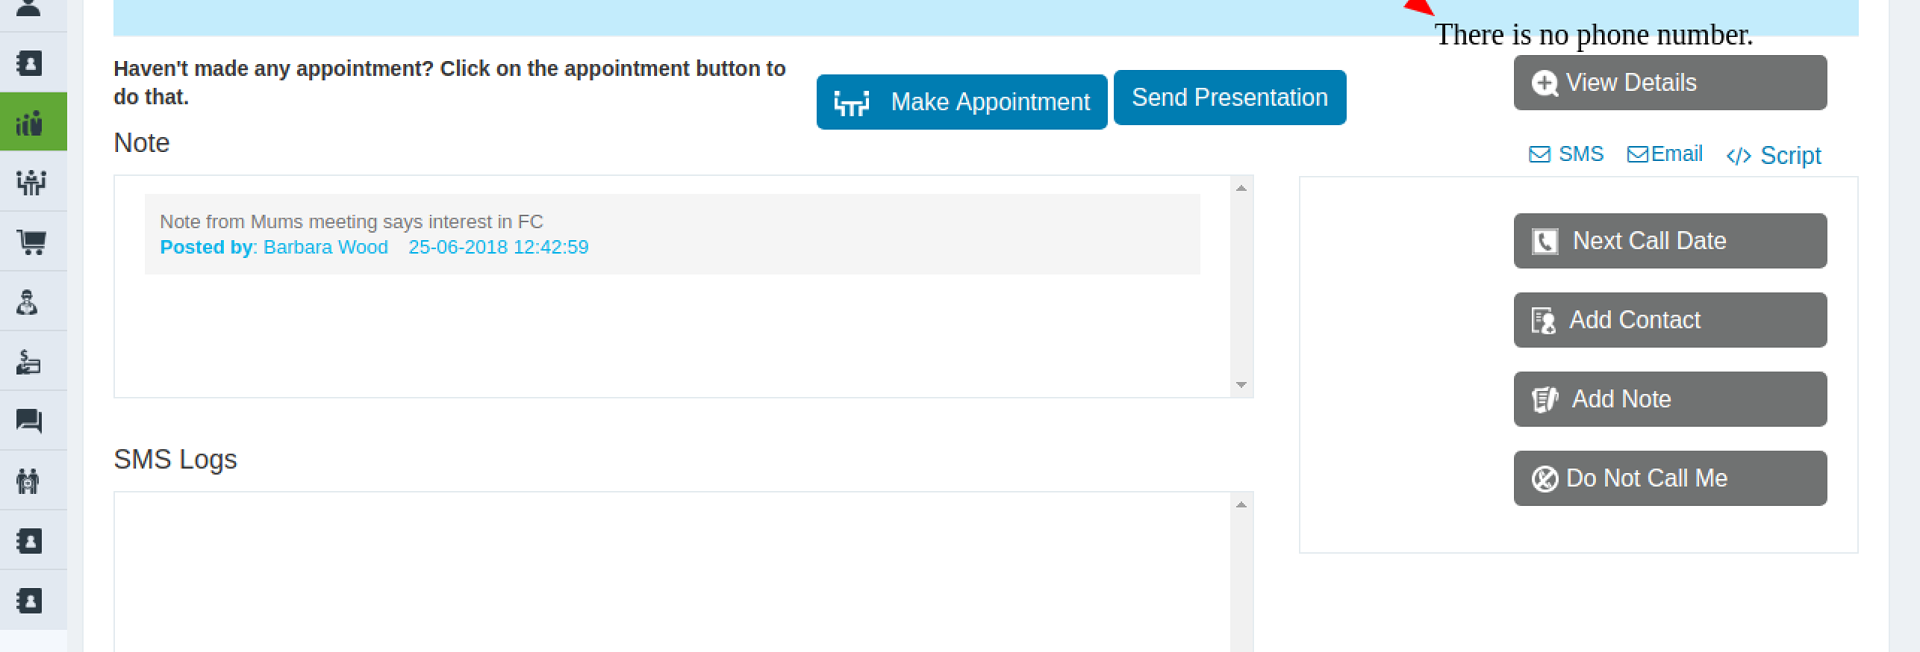 There is no phone number.
Haven't made any appointment? Click on the appointment button to
do that.
Make Appointment
Send Presentation
View Details
Note
SMS
Email
</> Script
Note from Mums meeting says interest in FC
Posted by: Barbara Wood 25-06-2018 12:42:59
Next Call Date
Add Contact
Add Note
Do Not Call Me
SMS Logs